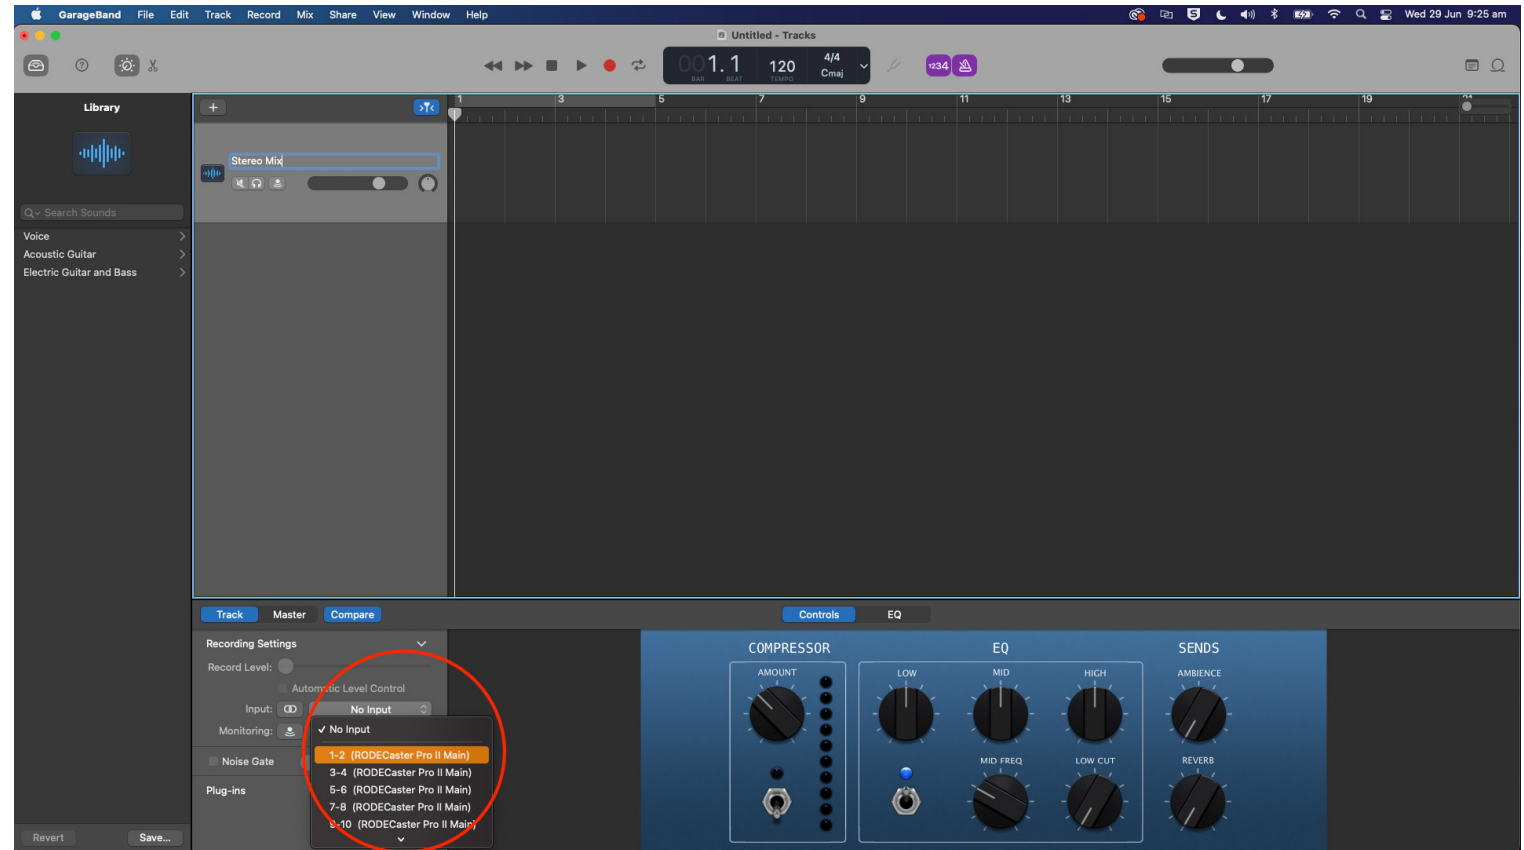 GarageBand File Edit Track Record Mix Share View Window Help
Wed 29 Jun 9:25 am
Untitled - Tracks
001.1
BAR BEAT
120
TEMPO
4/4
Cmaj
1234
Library
1 3 5 7 9 11 13 15 17 19 21
Stereo Mix
Search Sounds
Voice
Acoustic Guitar
Electric Guitar and Bass
Track Master Compare
Controls EQ
Recording Settings
Record Level:
Automatic Level Control
Input: No Input
Monitoring:
✓ No Input
1-2 (RODECaster Pro II Main)
3-4 (RODECaster Pro II Main)
5-6 (RODECaster Pro II Main)
7-8 (RODECaster Pro II Main)
9-10 (RODECaster Pro II Main)
Noise Gate
Plug-ins
COMPRESSOR EQ SENDS
AMOUNT LOW MID HIGH AMBIENCE
MID FREQ LOW CUT REVERB
Revert Save...